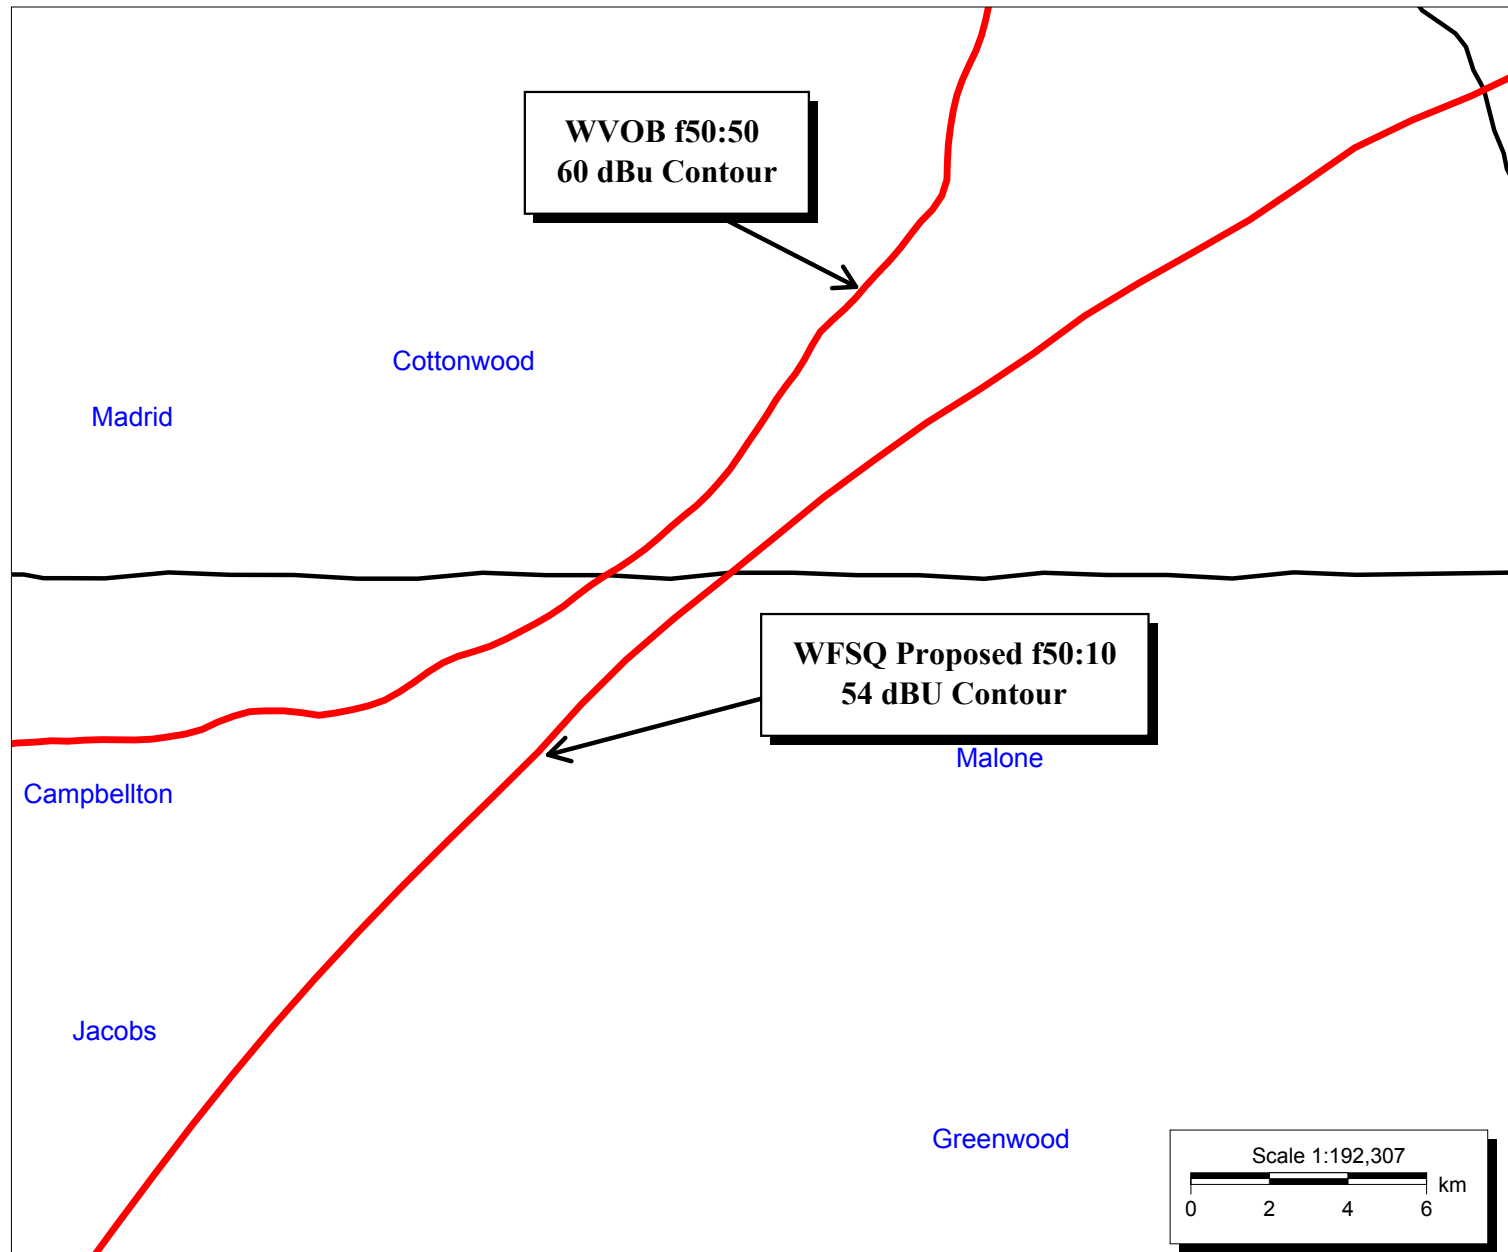 WVOB f50:50
60 dBu Contour
Cottonwood
Madrid
WFSQ Proposed f50:10
54 dBU Contour
Malone
Campbellton
Jacobs
Greenwood
Scale 1:192,307
km
0 2 4 6